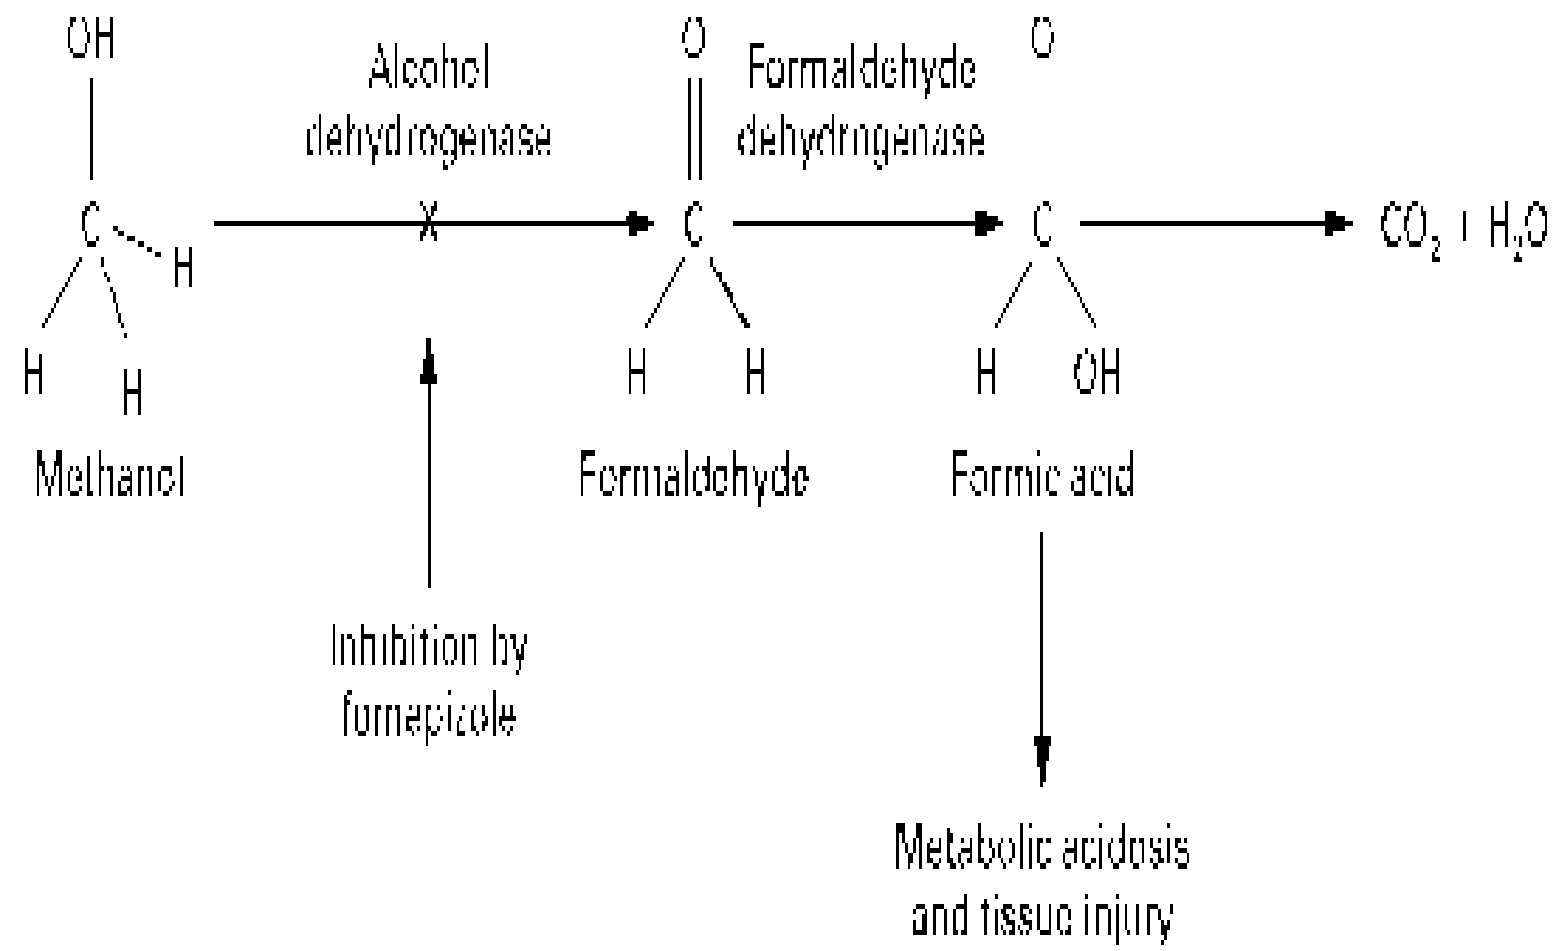 OH
Alcohol
dehydrogenase
O
Formaldehyde
dehydrogenase
O
C
H
H
H
X
C
H
H
C
H
OH
CO₂ + H₂O
Methanol
Formaldehyde
Formic acid
Inhibition by
fomepizole
Metabolic acidosis
and tissue injury